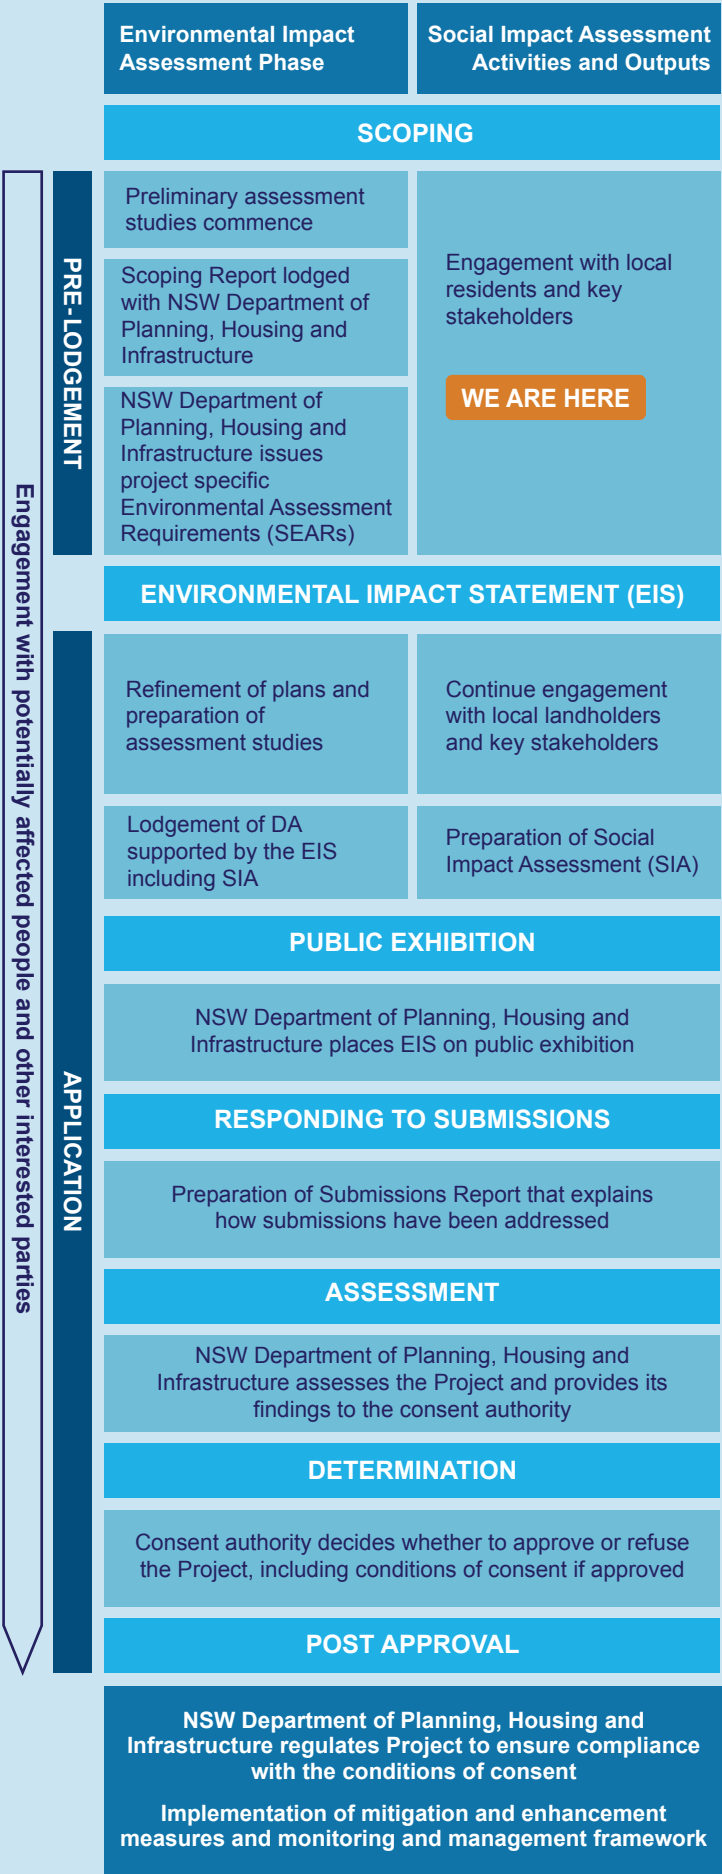 Environmental Impact
Assessment Phase
Social Impact Assessment
Activities and Outputs
SCOPING
Engagement with potentially affected people and other interested parties
PRE-LODGEMENT
Preliminary assessment
studies commence
Scoping Report lodged
with NSW Department of
Planning, Housing and
Infrastructure
NSW Department of
Planning, Housing and
Infrastructure issues
project specific
Environmental Assessment
Requirements (SEARs)
Engagement with local
residents and key
stakeholders
WE ARE HERE
ENVIRONMENTAL IMPACT STATEMENT (EIS)
APPLICATION
Refinement of plans and
preparation of
assessment studies
Continue engagement
with local landholders
and key stakeholders
Lodgement of DA
supported by the EIS
including SIA
Preparation of Social
Impact Assessment (SIA)
PUBLIC EXHIBITION
NSW Department of Planning, Housing and
Infrastructure places EIS on public exhibition
RESPONDING TO SUBMISSIONS
Preparation of Submissions Report that explains
how submissions have been addressed
ASSESSMENT
NSW Department of Planning, Housing and
Infrastructure assesses the Project and provides its
findings to the consent authority
DETERMINATION
Consent authority decides whether to approve or refuse
the Project, including conditions of consent if approved
POST APPROVAL
NSW Department of Planning, Housing and
Infrastructure regulates Project to ensure compliance
with the conditions of consent
Implementation of mitigation and enhancement
measures and monitoring and management framework